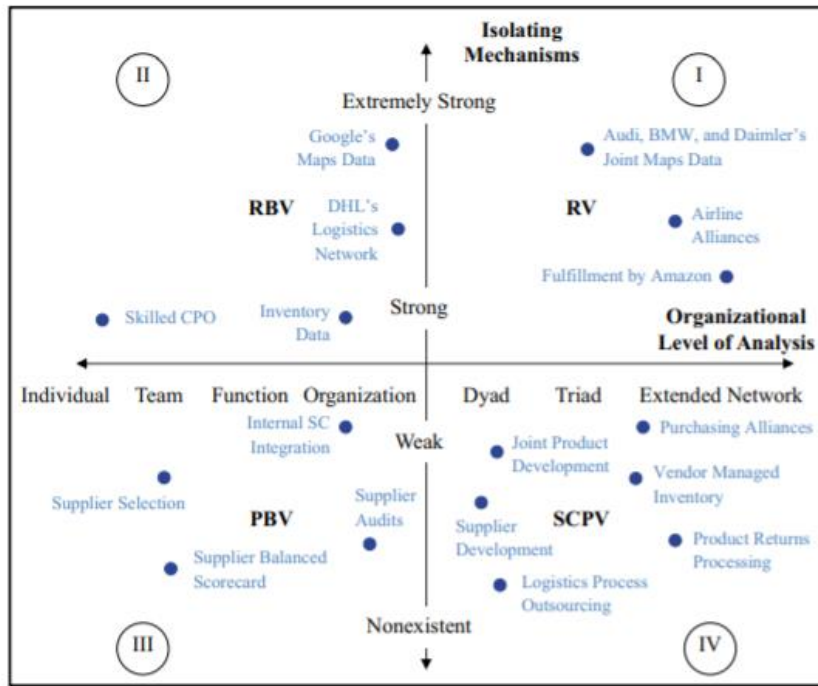 Isolating
Mechanisms
II
I
Extremely Strong
Google's
Maps Data
Audi, BMW, and Daimler's
Joint Maps Data
RBV
DHL's
Logistics
Network
RV
Airline
Alliances
Fulfillment by Amazon
Skilled CPO
Inventory
Data
Strong
Organizational
Level of Analysis
Individual
Team
Function
Organization
Dyad
Triad
Extended Network
Internal SC
Integration
Weak
Joint Product
Development
Purchasing Alliances
Supplier Selection
PBV
Supplier
Audits
Supplier
Development
SCPV
Vendor Managed
Inventory
Supplier Balanced
Scorecard
Logistics Process
Outsourcing
Product Returns
Processing
Nonexistent
III
IV